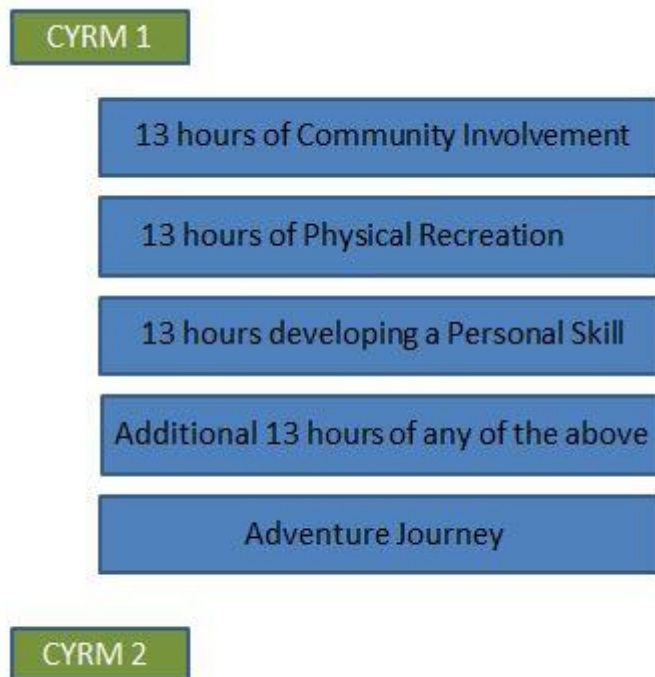 CYRM 1
13 hours of Community Involvement
13 hours of Physical Recreation
13 hours developing a Personal Skill
Additional 13 hours of any of the above
Adventure Journey
CYRM 2